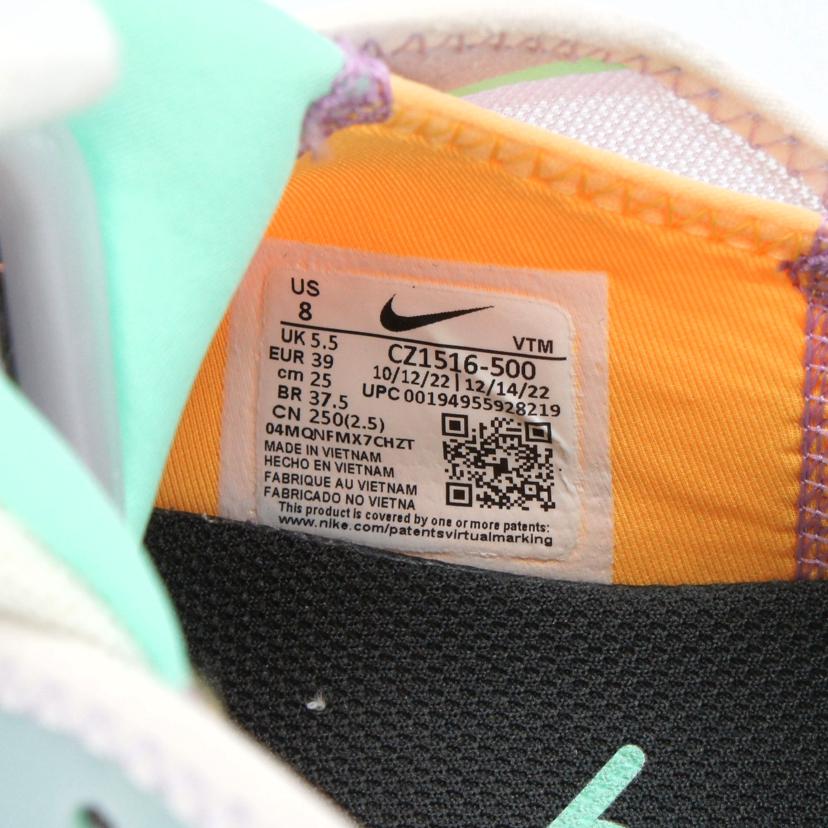 US
8
VTM
UK 5.5
CZ1516-500
EUR 39
10/12/22 | 12/14/22
cm 25
UPC 00194955928219
BR 37.5
CN 250(2.5)
04MQNFMX7CHZT
MADE IN VIETNAM
HECHO EN VIETNAM
FABRIQUE AU VIETNAM
FABRICADO NO VIETNA
This product is covered by one or more patents:
www.nike.com/patentsvirtualmarking